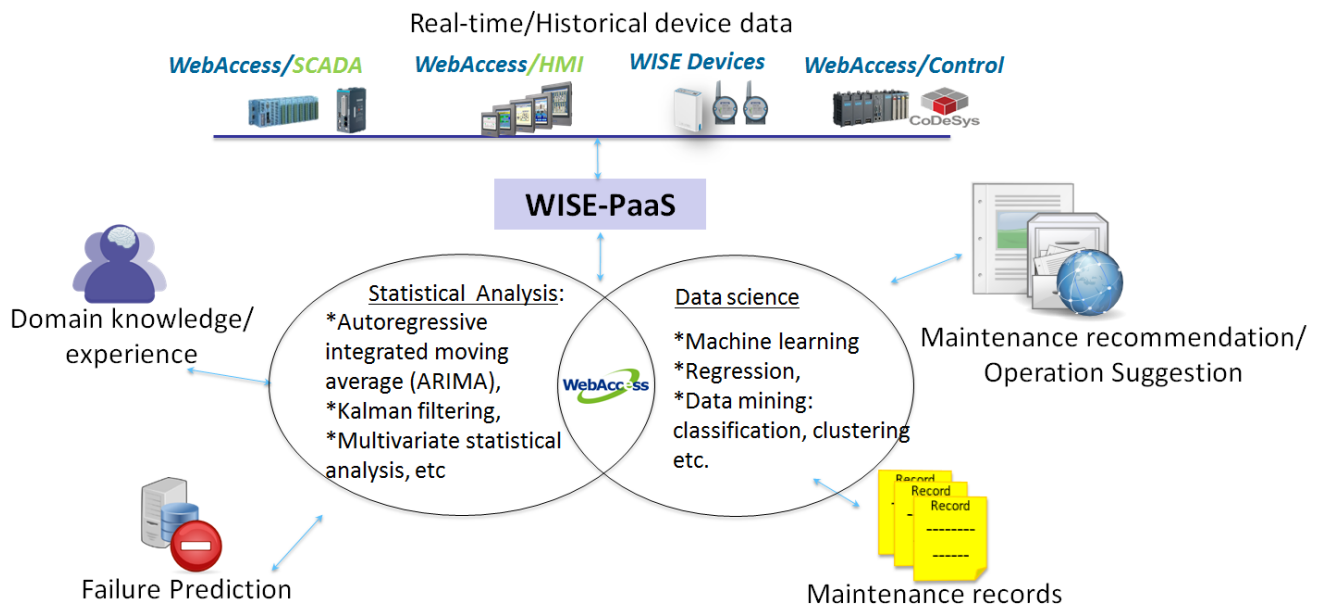 Real-time/Historical device data
WebAccess/SCADA
WebAccess/HMI
WISE Devices
WebAccess/Control
CoDeSys
WISE-PaaS
Domain knowledge/
experience
Statistical Analysis:
*Autoregressive
integrated moving
average (ARIMA),
*Kalman filtering,
*Multivariate statistical
analysis, etc
WebAccess
Data science
*Machine learning
*Regression,
*Data mining:
classification, clustering
etc.
Maintenance recommendation/
Operation Suggestion
Failure Prediction
Record
Record
Record
--------
------
Maintenance records